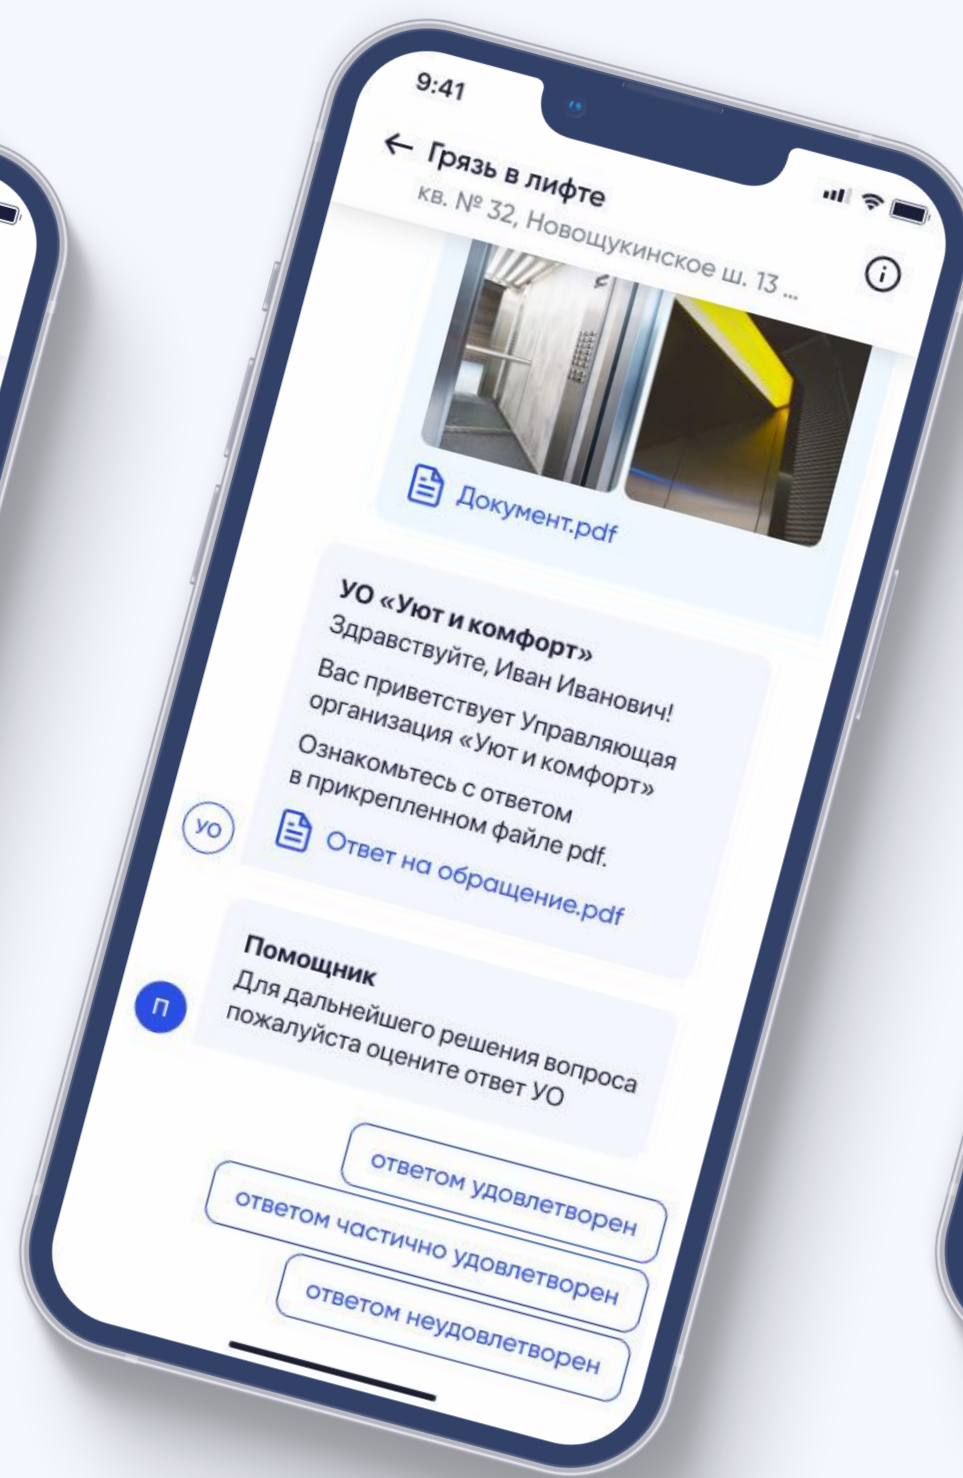 9:41
← Грязь в лифте
кв. № 32, Новощукинское ш. 13 ...
Документ.pdf
УО «Уют и комфорт»
Здравствуйте, Иван Иванович!
Вас приветствует Управляющая
организация «Уют и комфорт»
Ознакомьтесь с ответом
в прикрепленном файле pdf.
УО
Ответ на обращение.pdf
Помощник
П
Для дальнейшего решения вопроса
пожалуйста оцените ответ УО
ответом удовлетворен
ответом частично удовлетворен
ответом неудовлетворен